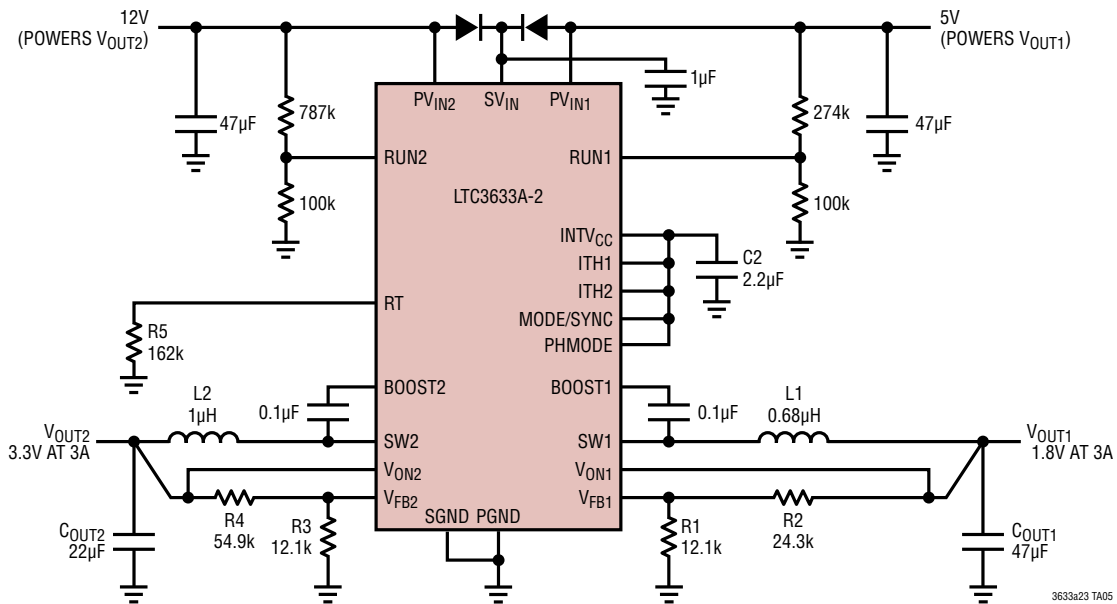 12V
(POWERS VOUT2)
5V
(POWERS VOUT1)
47µF
787k
100k
PVIN2
SVIN
PVIN1
1µF
274k
47µF
100k
RUN2
RUN1
LTC3633A-2
INTVCC
ITH1
ITH2
MODE/SYNC
PHMODE
C2
2.2µF
RT
R5
162k
BOOST2
BOOST1
L2
1µH
0.1µF
0.1µF
L1
0.68µH
VOUT2
3.3V AT 3A
SW2
SW1
VOUT1
1.8V AT 3A
VON2
VON1
VFB2
VFB1
SGND PGND
R4
54.9k
R3
12.1k
R1
12.1k
R2
24.3k
COUT2
22µF
COUT1
47µF
3633a23 TA05